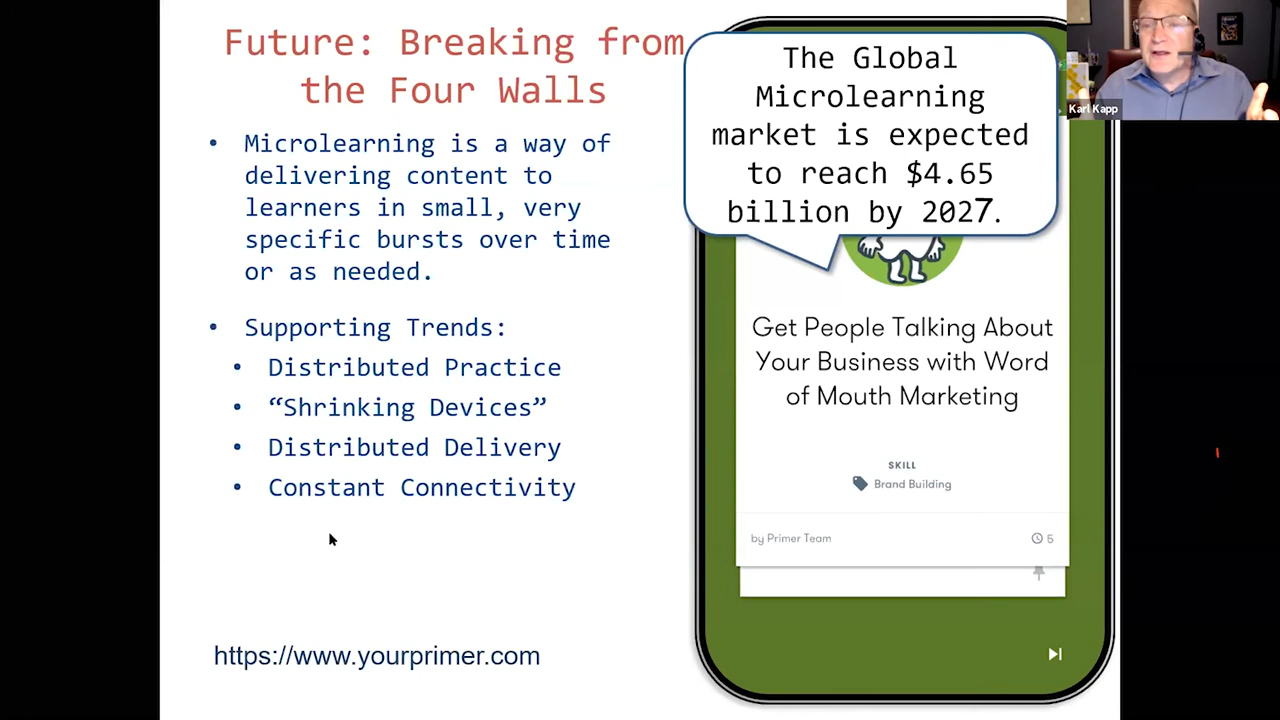 Future: Breaking from
the Four Walls
• Microlearning is a way of
delivering content to
learners in small, very
specific bursts over time
or as needed.
• Supporting Trends:
• Distributed Practice
• “Shrinking Devices”
• Distributed Delivery
• Constant Connectivity
https://www.yourprimer.com
The Global
Microlearning
market is expected
to reach $4.65
billion by 2027.
Get People Talking About
Your Business with Word
of Mouth Marketing
SKILL
Brand Building
by Primer Team
5
Karl Kapp